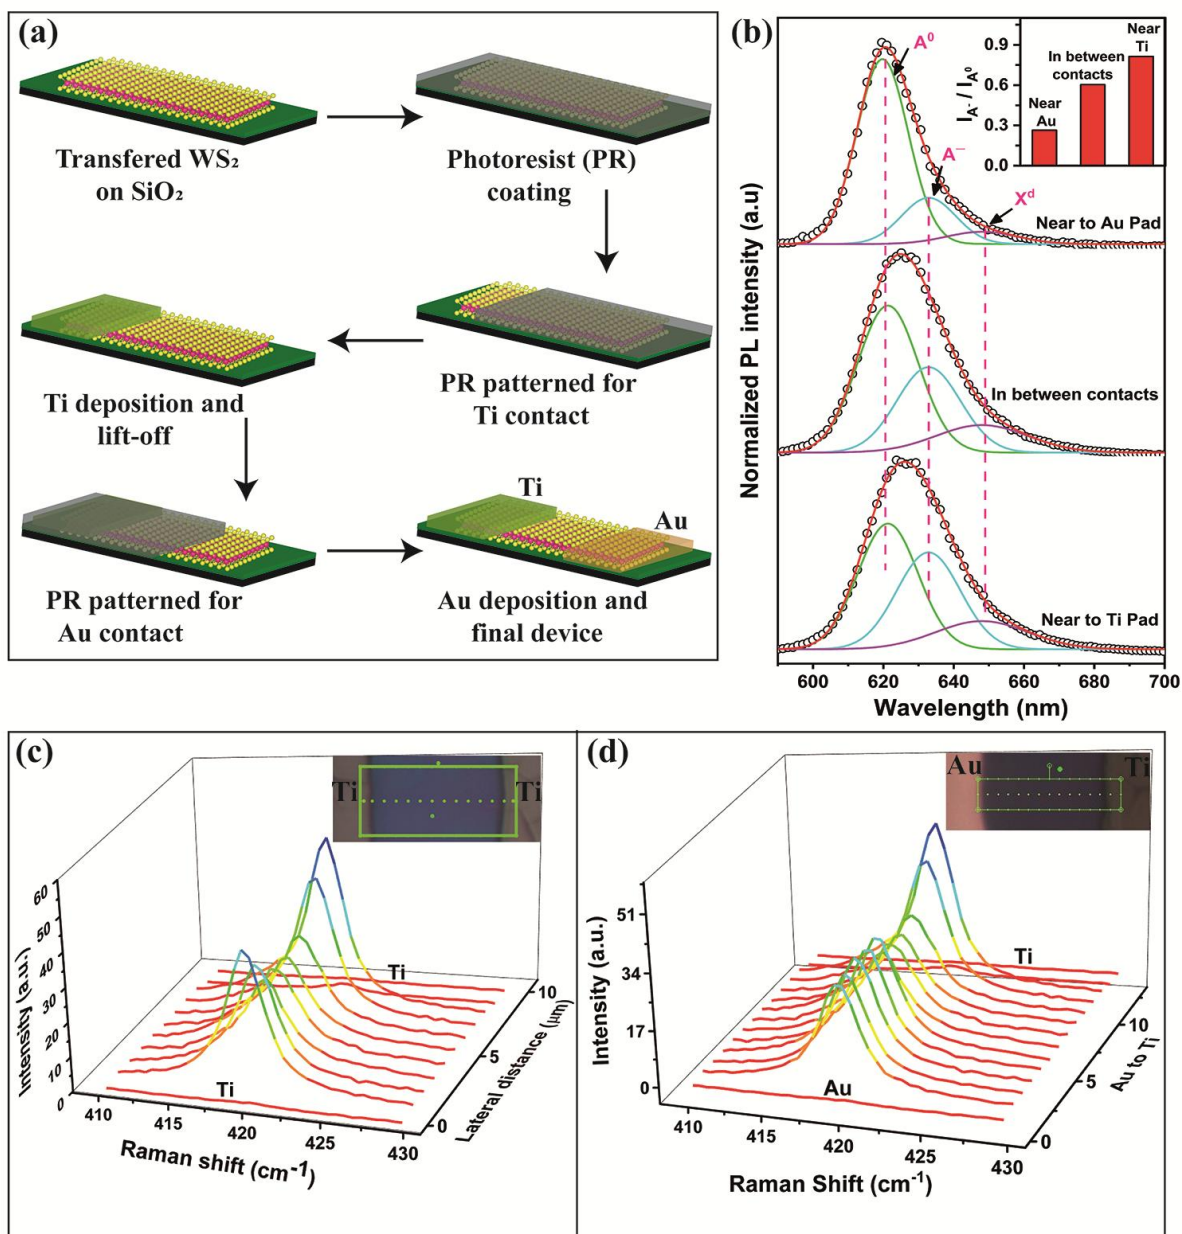 (a)
Transfered WS₂
on SiO₂
Photoresist (PR)
coating
PR patterned for
Ti contact
Ti deposition and
lift-off
PR patterned for
Au contact
Ti
Au
Au deposition and
final device
(b)
Normalized PL intensity (a.u)
A⁰
A⁻
Xᵈ
I_A⁻ / I_A⁰
0.9
0.6
0.3
0.0
Near
Au
In between
contacts
Near
Ti
Near to Au Pad
In between contacts
Near to Ti Pad
600 620 640 660 680 700
Wavelength (nm)
(c)
Ti Ti
Intensity (a.u.)
60
50
40
30
20
10
0
Ti
Ti
410 415 420 425 430
Raman shift (cm⁻¹)
0
5
10
Lateral distance (µm)
(d)
Au Ti
Intensity (a.u.)
51
34
17
0
Ti
Au
410 415 420 425 430
Raman Shift (cm⁻¹)
0
5
10
Au to Ti